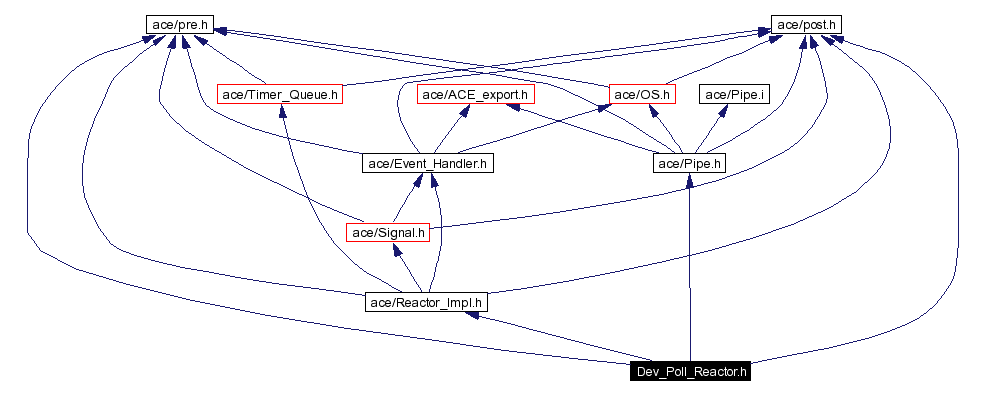 ace/pre.h
ace/post.h
ace/Timer_Queue.h
ace/ACE_export.h
ace/OS.h
ace/Pipe.i
ace/Event_Handler.h
ace/Pipe.h
ace/Signal.h
ace/Reactor_Impl.h
Dev_Poll_Reactor.h